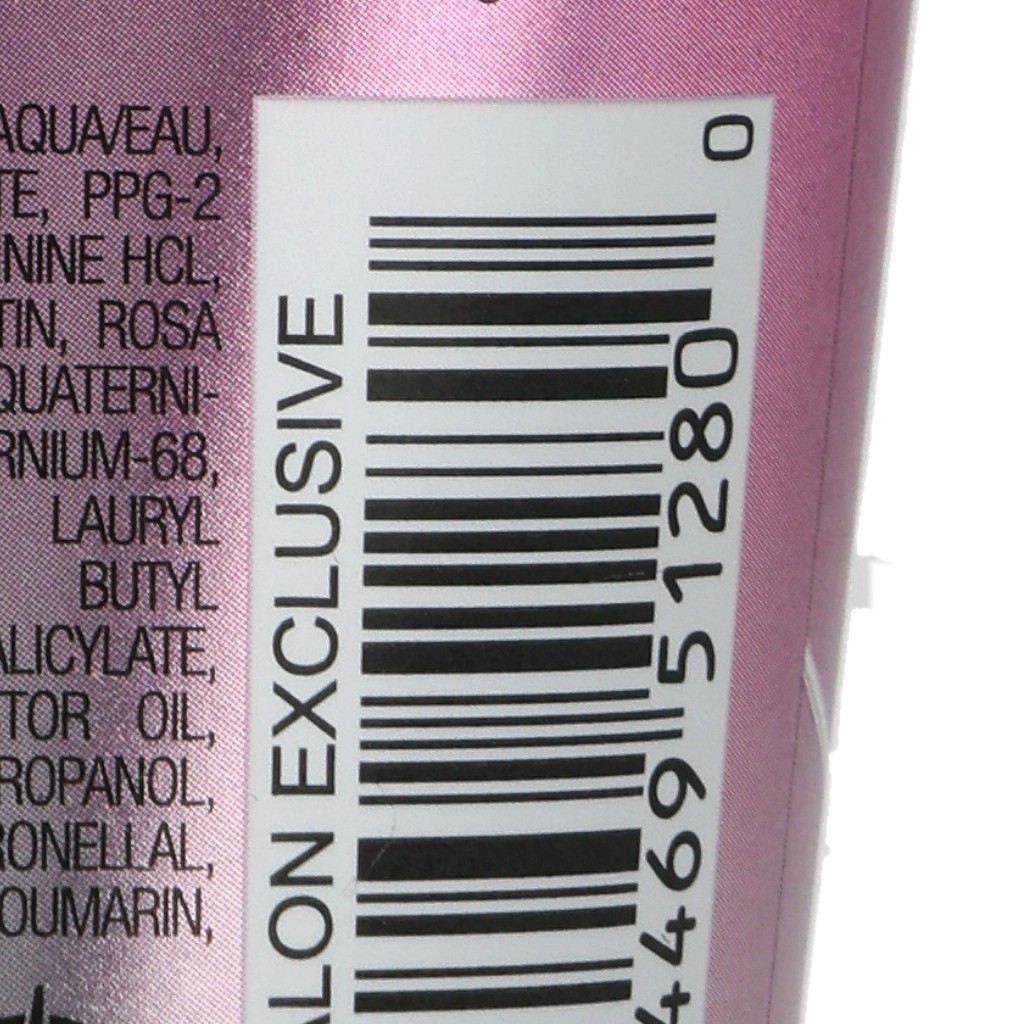 AQUA/EAU,
TE, PPG-2
NINE HCL,
TIN, ROSA
QUATERNI-
RNIUM-68,
LAURYL
BUTYL
ALICYLATE,
TOR OIL,
ROPANOL,
RONELLAL,
OUMARIN,
ALON EXCLUSIVE
4469 51280 0